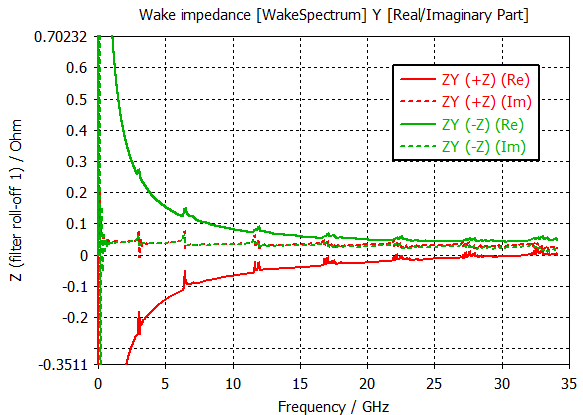 Wake impedance [WakeSpectrum] Y [Real/Imaginary Part]
0.70232
0.6
0.5
0.4
0.3
0.2
0.1
0
-0.1
-0.2
-0.3511
Z (filter roll-off 1) / Ohm
ZY (+Z) (Re)
ZY (+Z) (Im)
ZY (-Z) (Re)
ZY (-Z) (Im)
0 5 10 15 20 25 30 35
Frequency / GHz